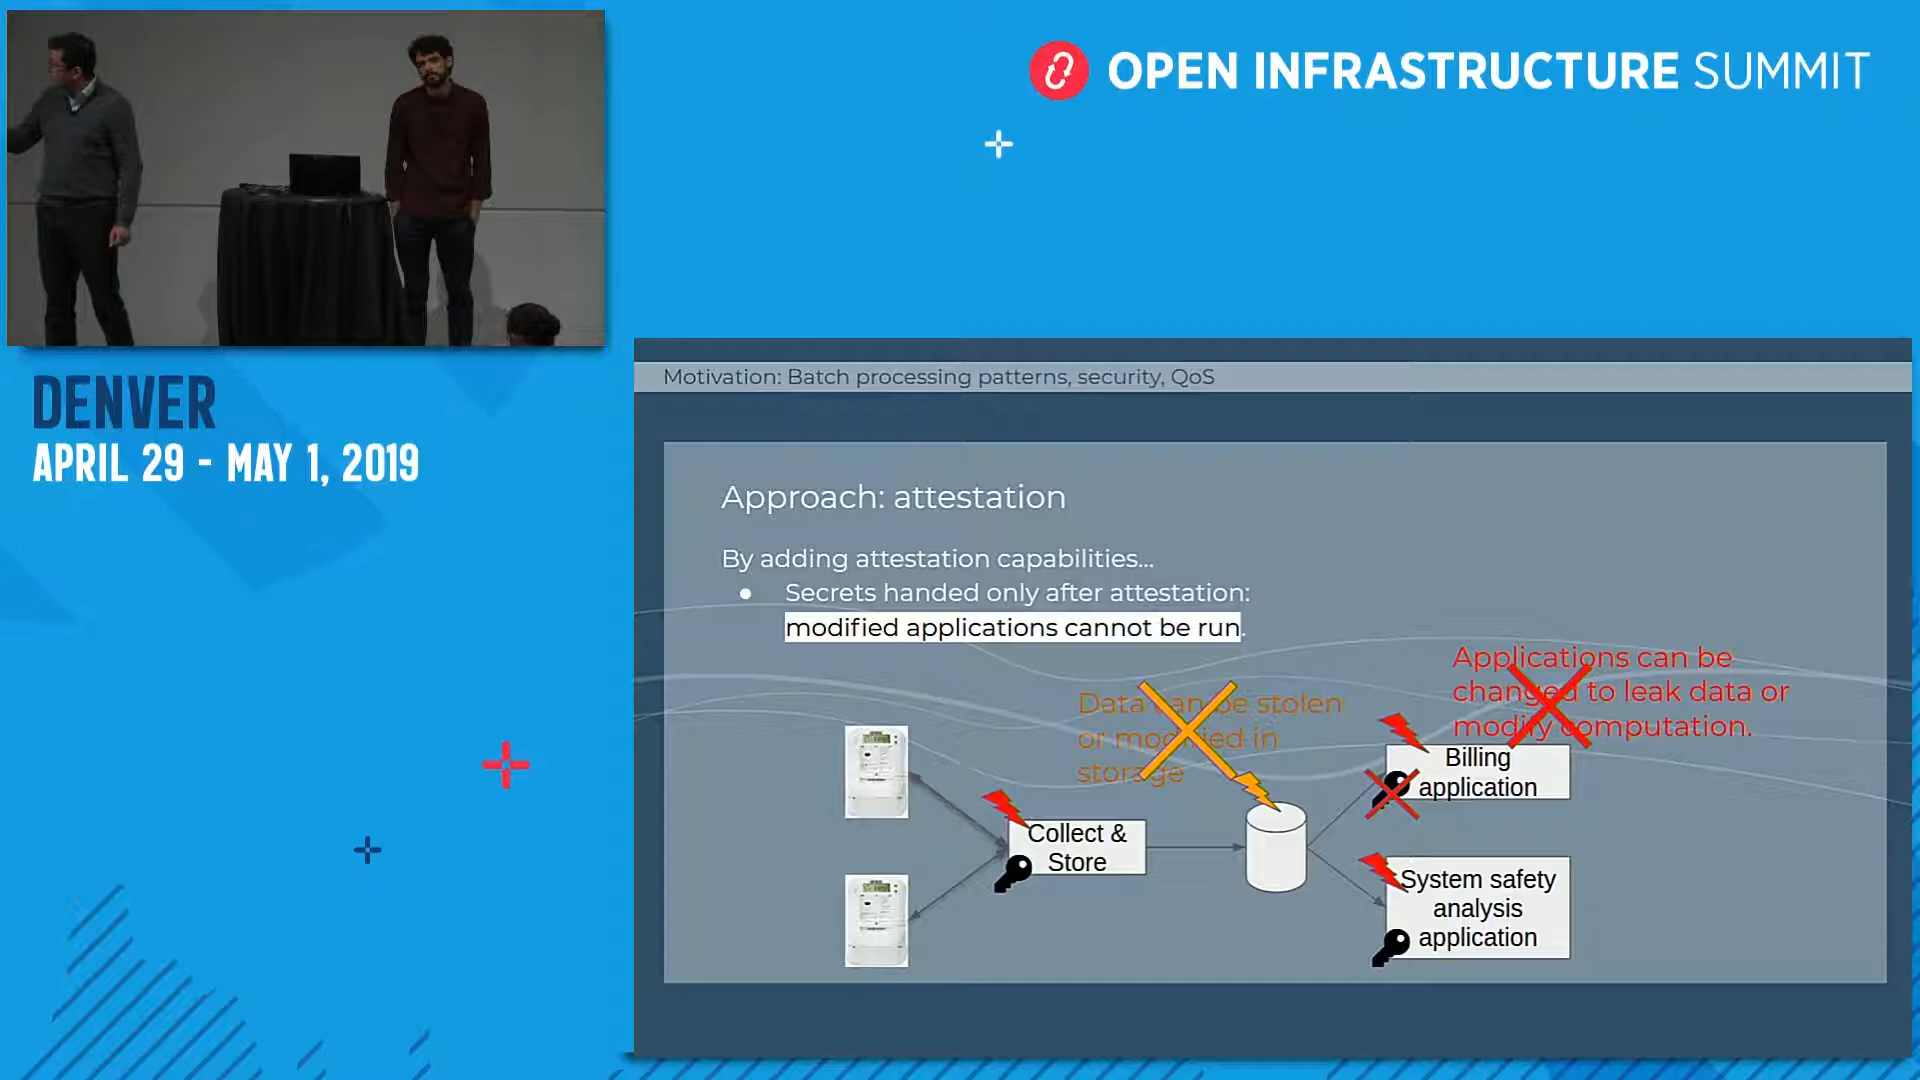 OPEN INFRASTRUCTURE SUMMIT
DENVER
APRIL 29 - MAY 1, 2019
Motivation: Batch processing patterns, security, QoS
Approach: attestation
By adding attestation capabilities...
● Secrets handed only after attestation:
modified applications cannot be run.
Applications can be
changed to leak data or
modify computation.
Data can be stolen
or modified in
storage
Billing
application
Collect &
Store
System safety
analysis
application